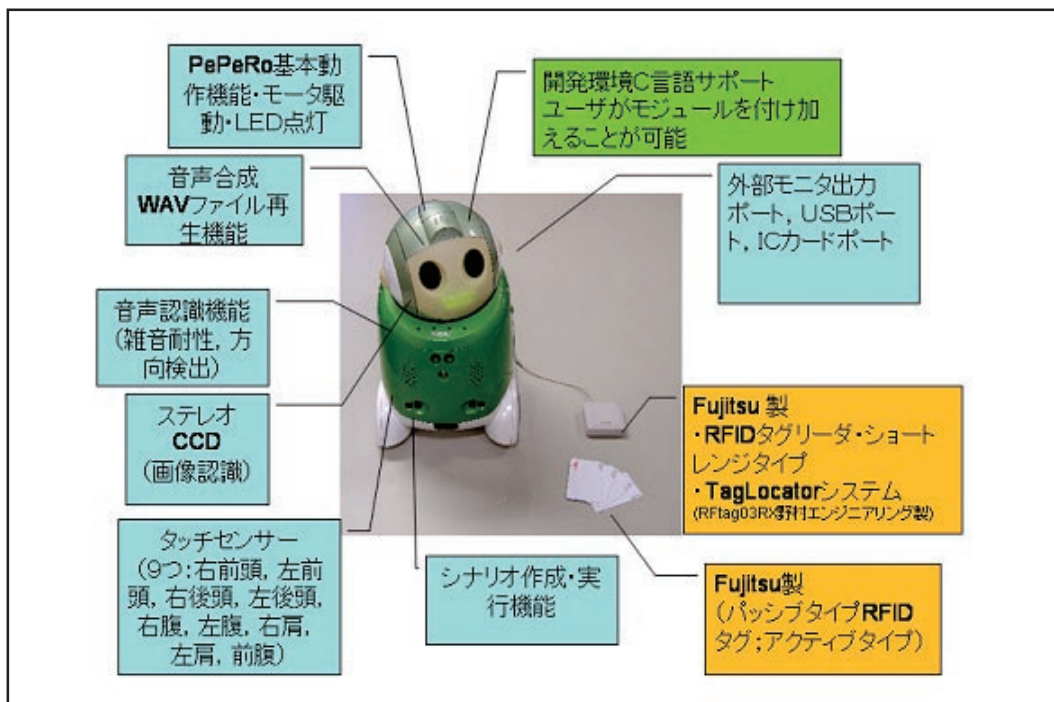 PePeRo基本動
作機能・モータ駆
動・LED点灯
開発環境C言語サポート
ユーザがモジュールを付け加
えることが可能
音声合成
WAVファイル再
生機能
外部モニタ出力
ポート，USBポー
ト，ICカードポート
音声認識機能
（雑音耐性，方
向検出）
ステレオ
CCD
（画像認識）
Fujitsu 製
・RFIDタグリーダ・ショート
レンジタイプ
・TagLocatorシステム
(RFtag03RX野村エンジニアリング製)
タッチセンサー
（9つ：右前頭，左前
頭，右後頭，左後頭，
右腹，左腹，右肩，
左肩，前腹）
シナリオ作成・実
行機能
Fujitsu製
（パッシブタイプRFID
タグ；アクティブタイプ）